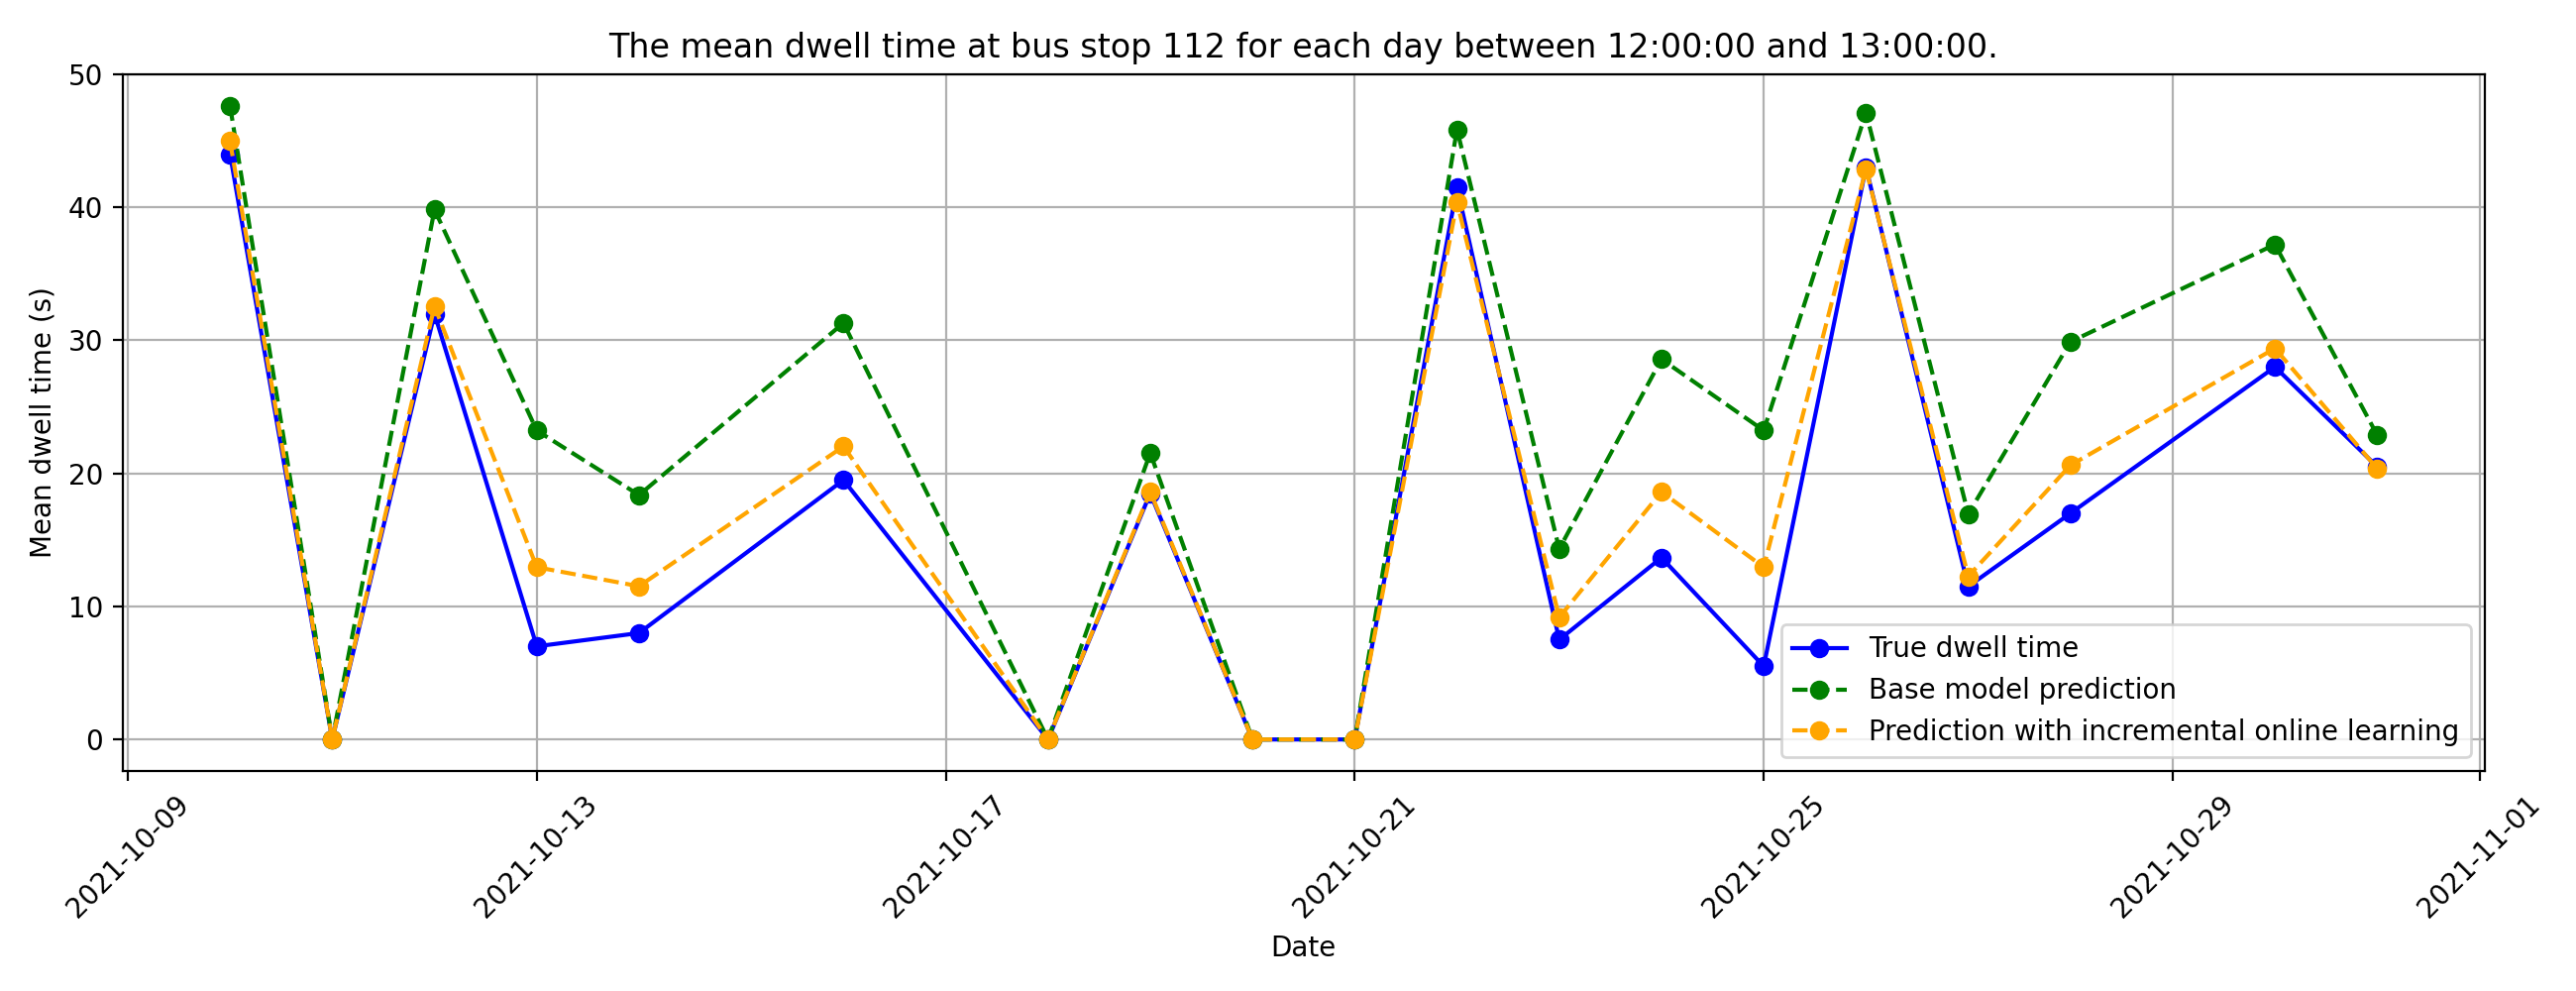 The mean dwell time at bus stop 112 for each day between 12:00:00 and 13:00:00.
50
40
30
20
10
0
Mean dwell time (s)
True dwell time
Base model prediction
Prediction with incremental online learning
2021-10-09
2021-10-13
2021-10-17
2021-10-21
2021-10-25
2021-10-29
2021-11-01
Date